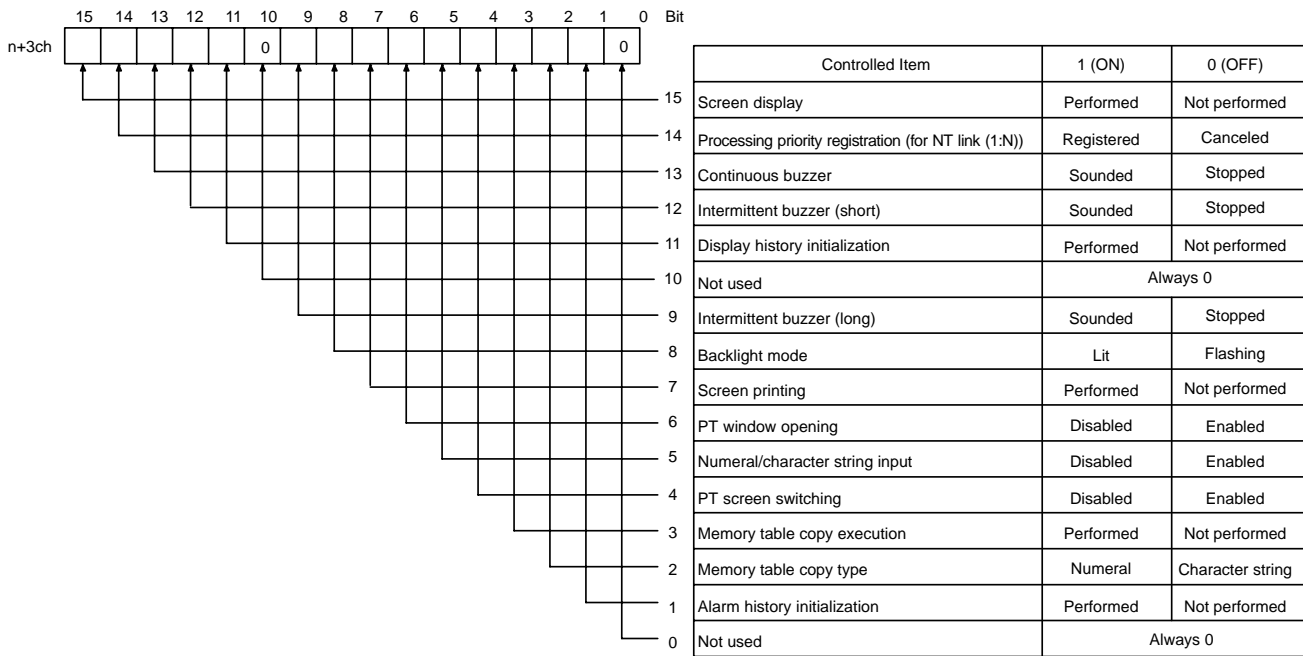 15 14 13 12 11 10 9 8 7 6 5 4 3 2 1 0 Bit
n+3ch 0 0
Controlled Item 1 (ON) 0 (OFF)
15 Screen display Performed Not performed
14 Processing priority registration (for NT link (1:N)) Registered Canceled
13 Continuous buzzer Sounded Stopped
12 Intermittent buzzer (short) Sounded Stopped
11 Display history initialization Performed Not performed
10 Not used Always 0
9 Intermittent buzzer (long) Sounded Stopped
8 Backlight mode Lit Flashing
7 Screen printing Performed Not performed
6 PT window opening Disabled Enabled
5 Numeral/character string input Disabled Enabled
4 PT screen switching Disabled Enabled
3 Memory table copy execution Performed Not performed
2 Memory table copy type Numeral Character string
1 Alarm history initialization Performed Not performed
0 Not used Always 0